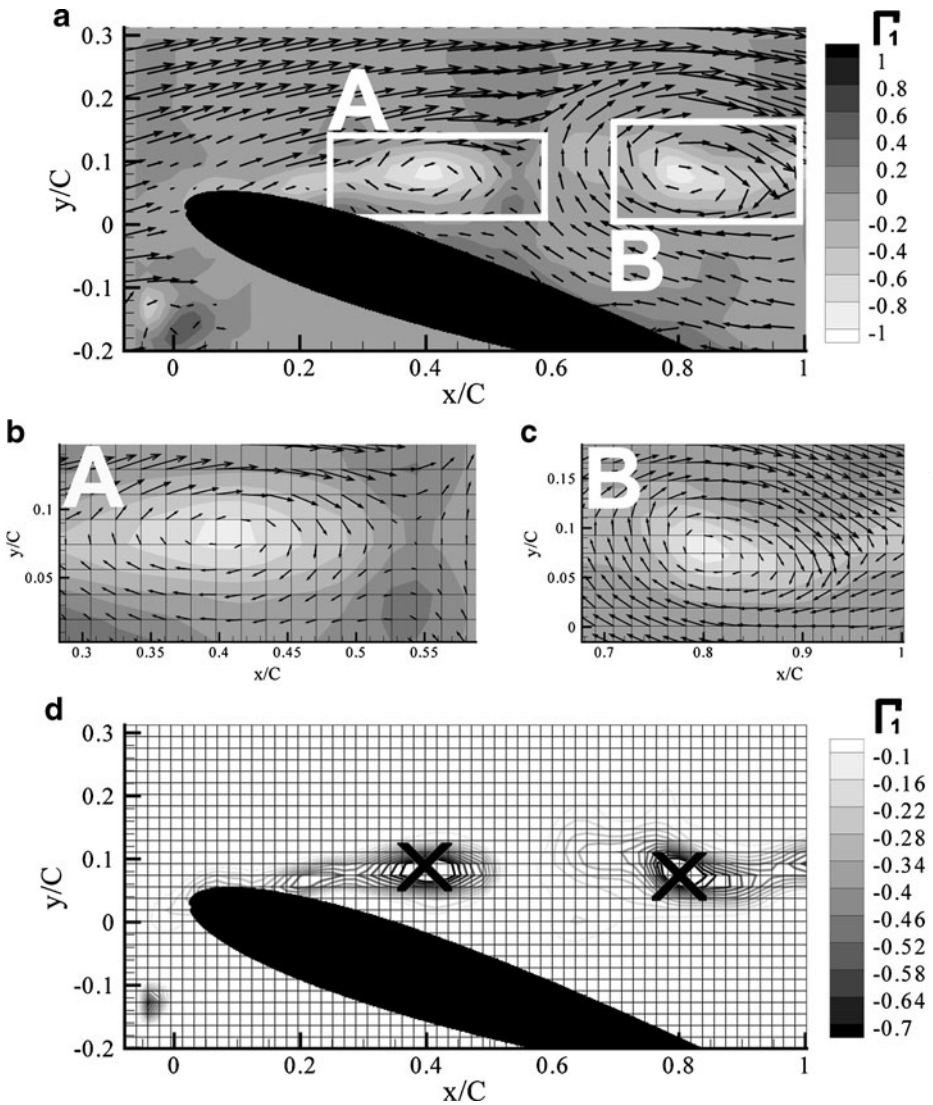 a
Γ1
0.3
0.2
0.1
0
-0.1
-0.2
y/C
A
B
0 0.2 0.4 0.6 0.8 1
x/C
1
0.8
0.6
0.4
0.2
0
-0.2
-0.4
-0.6
-0.8
-1
b
A
0.1
0.05
y/C
0.3 0.35 0.4 0.45 0.5 0.55
x/C
c
B
0.15
0.1
0.05
0
y/C
0.7 0.8 0.9 1
x/C
d
Γ1
0.3
0.2
0.1
0
-0.1
-0.2
y/C
0 0.2 0.4 0.6 0.8 1
x/C
-0.1
-0.16
-0.22
-0.28
-0.34
-0.4
-0.46
-0.52
-0.58
-0.64
-0.7